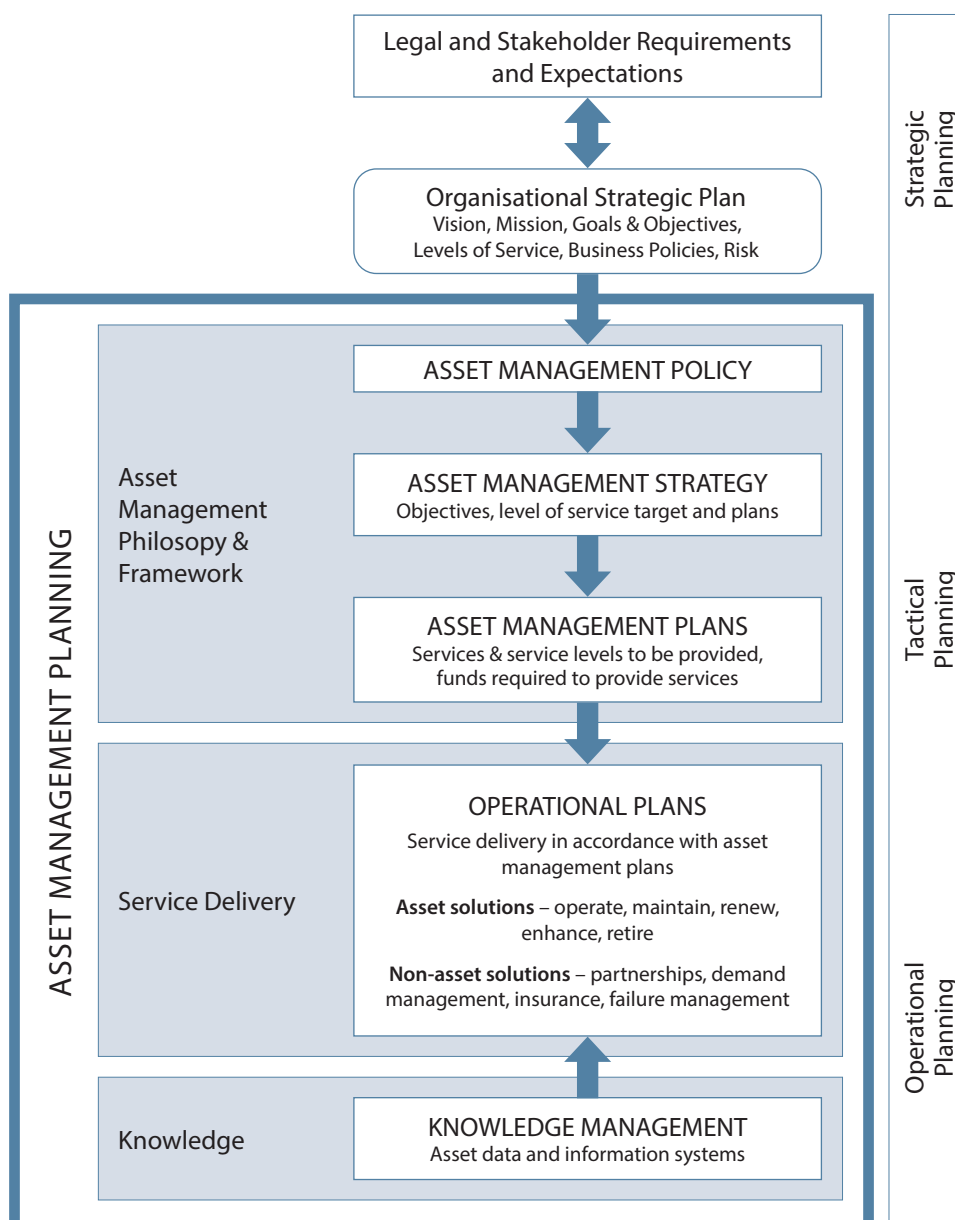 Legal and Stakeholder Requirements
and Expectations
Organisational Strategic Plan
Vision, Mission, Goals & Objectives,
Levels of Service, Business Policies, Risk
Strategic
Planning
ASSET MANAGEMENT PLANNING
Asset
Management
Philosopy &
Framework
ASSET MANAGEMENT POLICY
ASSET MANAGEMENT STRATEGY
Objectives, level of service target and plans
ASSET MANAGEMENT PLANS
Services & service levels to be provided,
funds required to provide services
Tactical
Planning
Service Delivery
OPERATIONAL PLANS
Service delivery in accordance with asset
management plans
Asset solutions – operate, maintain, renew,
enhance, retire
Non-asset solutions – partnerships, demand
management, insurance, failure management
Operational
Planning
Knowledge
KNOWLEDGE MANAGEMENT
Asset data and information systems